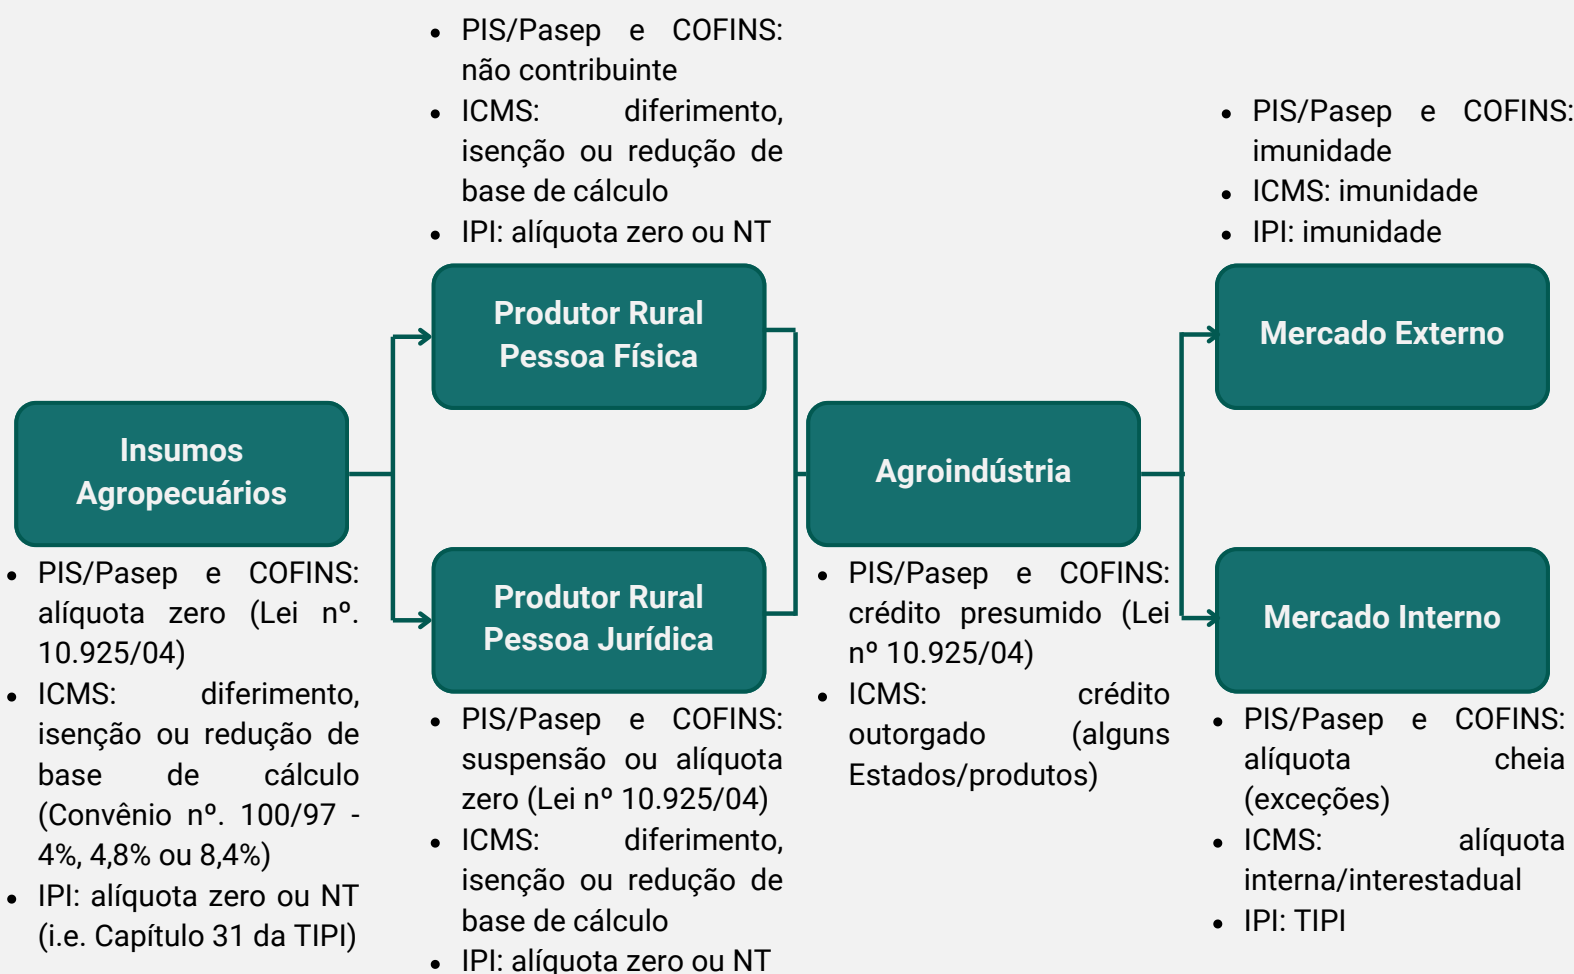 • PIS/Pasep e COFINS:
não contribuinte
• ICMS: diferimento,
isenção ou redução de
base de cálculo
• IPI: alíquota zero ou NT
Produtor Rural
Pessoa Física
• PIS/Pasep e COFINS:
imunidade
• ICMS: imunidade
• IPI: imunidade
Mercado Externo
Insumos
Agropecuários
• PIS/Pasep e COFINS:
alíquota zero (Lei nº.
10.925/04)
• ICMS: diferimento,
isenção ou redução de
base de cálculo
(Convênio nº. 100/97 -
4%, 4,8% ou 8,4%)
• IPI: alíquota zero ou NT
(i.e. Capítulo 31 da TIPI)
Produtor Rural
Pessoa Jurídica
• PIS/Pasep e COFINS:
suspensão ou alíquota
zero (Lei nº 10.925/04)
• ICMS: diferimento,
isenção ou redução de
base de cálculo
• IPI: alíquota zero ou NT
Agroindústria
• PIS/Pasep e COFINS:
crédito presumido (Lei
nº 10.925/04)
• ICMS: crédito
outorgado (alguns
Estados/produtos)
Mercado Interno
• PIS/Pasep e COFINS:
alíquota cheia
(exceções)
• ICMS: alíquota
interna/interestadual
• IPI: TIPI